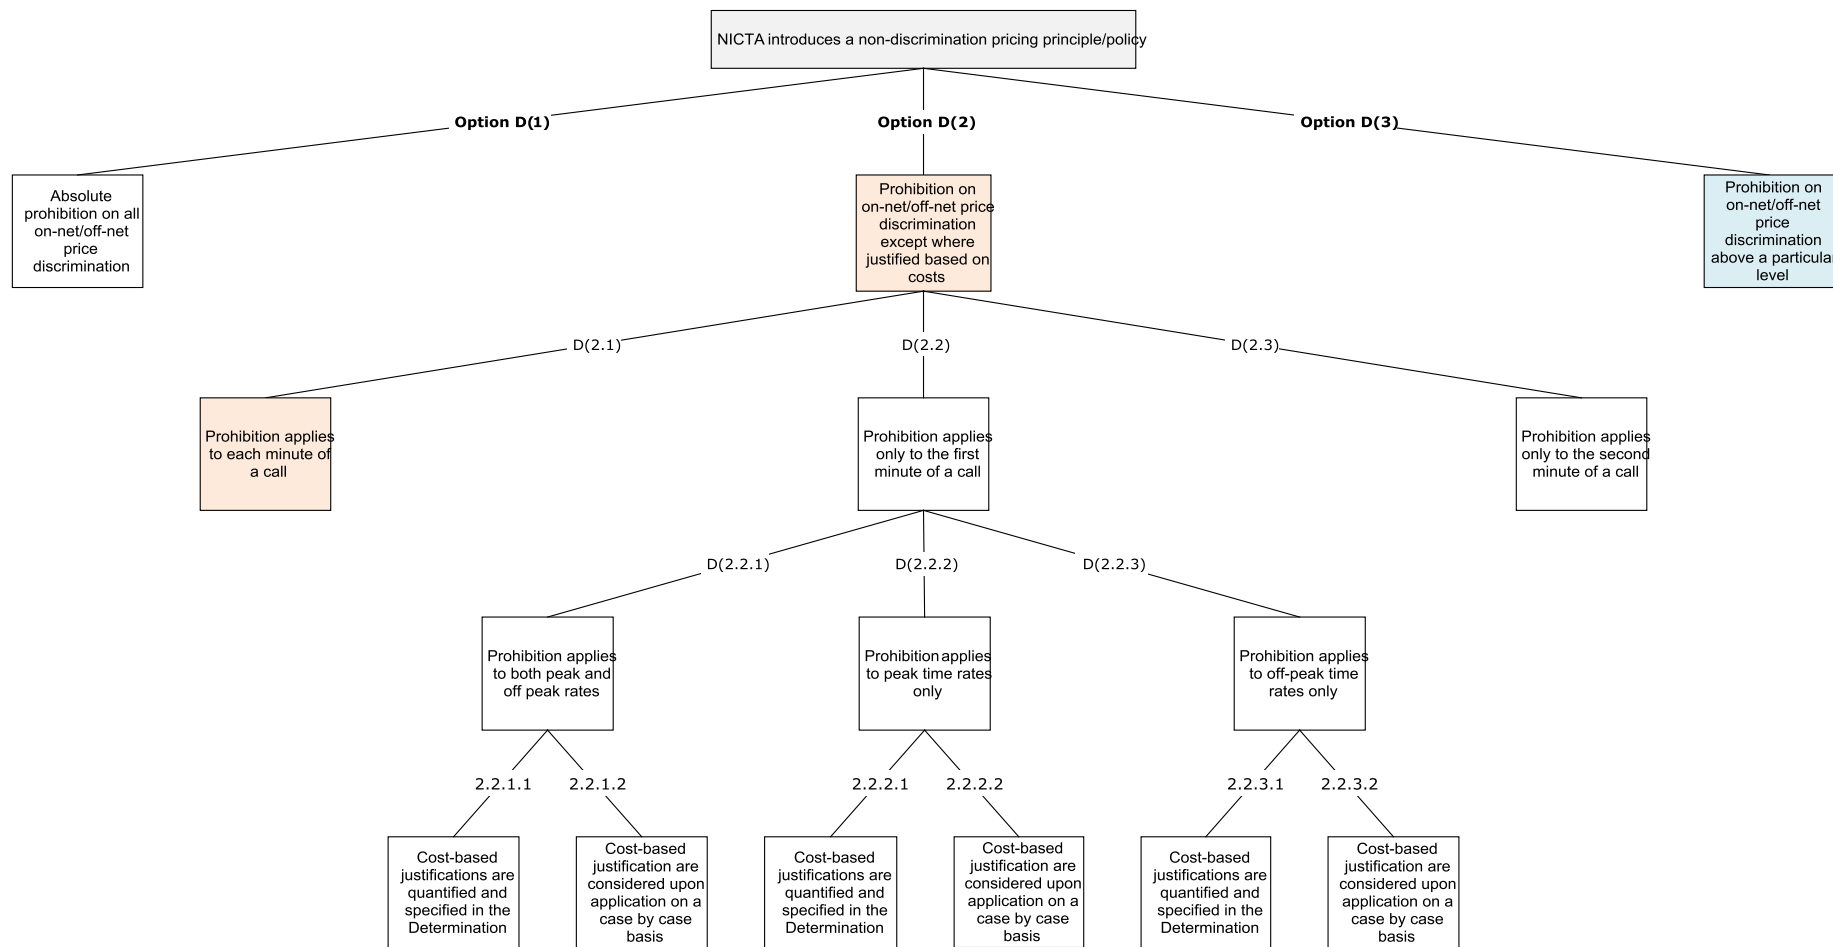 NICTA introduces a non-discrimination pricing principle/policy
Option D(1)
Option D(2)
Option D(3)
Absolute
prohibition on all
on-net/off-net
price
discrimination
Prohibition on
on-net/off-net price
discrimination
except where
justified based on
costs
Prohibition on
on-net/off-net
price
discrimination
above a particular
level
D(2.1)
D(2.2)
D(2.3)
Prohibition applies
to each minute of
a call
Prohibition applies
only to the first
minute of a call
Prohibition applies
only to the second
minute of a call
D(2.2.1)
D(2.2.2)
D(2.2.3)
Prohibition applies
to both peak and
off peak rates
Prohibition applies
to peak time rates
only
Prohibition applies
to off-peak time
rates only
2.2.1.1
2.2.1.2
2.2.2.1
2.2.2.2
2.2.3.1
2.2.3.2
Cost-based
justifications are
quantified and
specified in the
Determination
Cost-based
justification are
considered upon
application on a
case by case
basis
Cost-based
justifications are
quantified and
specified in the
Determination
Cost-based
justification are
considered upon
application on a
case by case
basis
Cost-based
justifications are
quantified and
specified in the
Determination
Cost-based
justification are
considered upon
application on a
case by case
basis